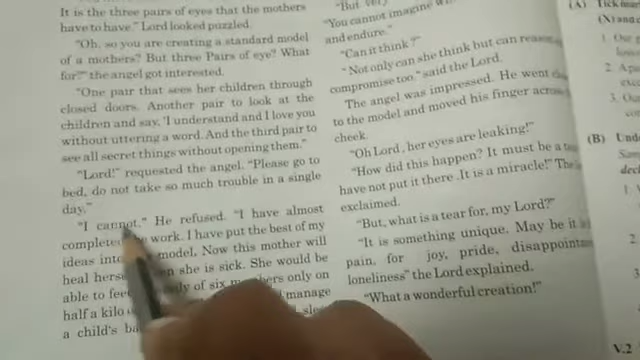 It is the three pairs of eyes that the mothers
have to have." Lord looked puzzled.
"Oh, so you are creating a standard model
of a mothers? But three Pairs of eye? What
for?" the angel got interested.
"One pair that sees her children through
closed doors. Another pair to look at the
children and say, 'I understand and I love you
without uttering a word. And the third pair to
see all secret things without opening them."
"Lord!" requested the angel. "Please go to
bed, do not take so much trouble in a single
day."
"I cannot," He refused. "I have almost
completed work. I have put the best of my
ideas into model. Now this mother will
heal she is sick. She would be
able to of six only on
half a kilo manage
a child's
"But
"You cannot imagine
and endure."
"Can it think?"
"Not only can she think but can
compromise too," said the Lord.
The angel was impressed. He went
to the model and moved his finger
cheek.
"Oh Lord, her eyes are leaking!"
"How did this happen? It must be a
have not put it there .It is a miracle!"
exclaimed.
"But, what is a tear for, my Lord?"
"It is something unique. May be it
pain, for joy, pride,
loneliness" the Lord explained.
"What a wonderful creation!"
(A)
(N)
1.
2.
3.
(B)
1.
2
3
V.2